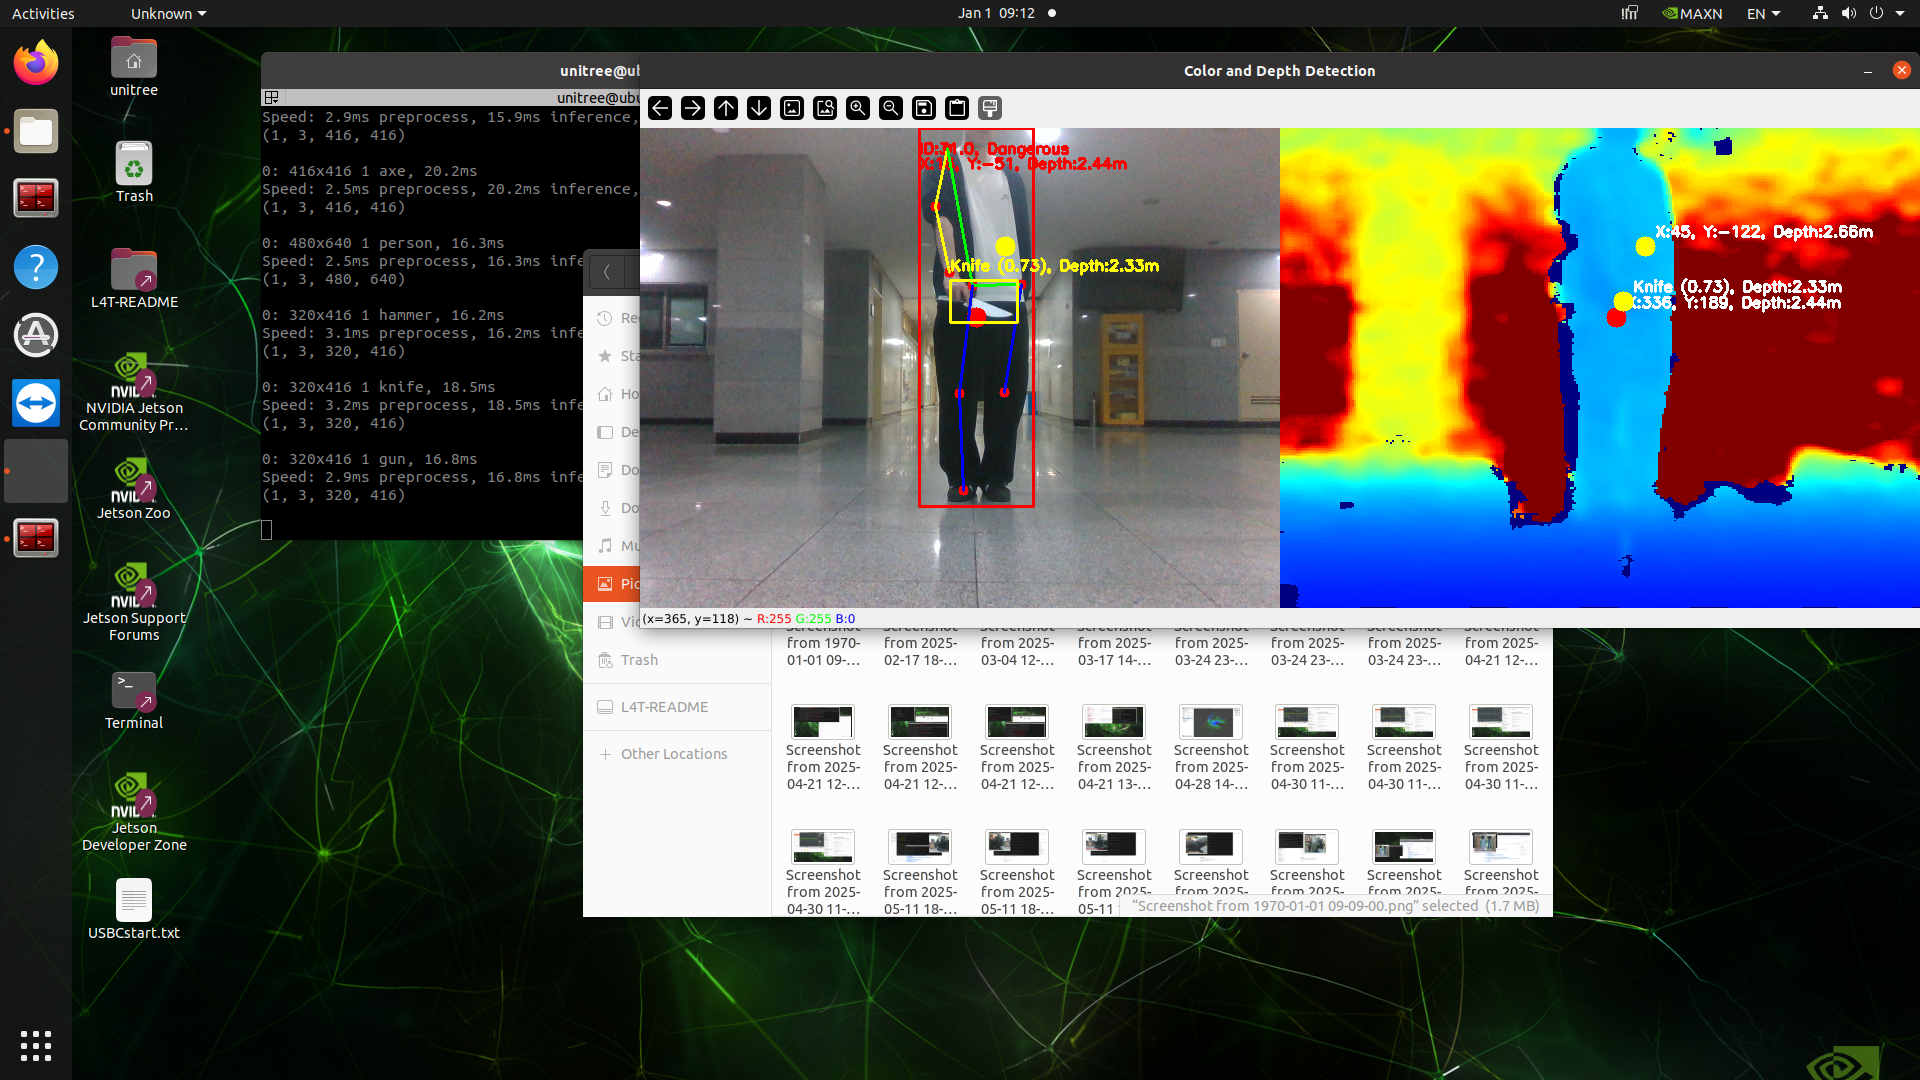 Activities
Unknown
Jan 1 09:12
MAXN
EN
unitree
Trash
L4T-README
NVIDIA Jetson
Community Pr…
Jetson Zoo
Jetson Support
Forums
Terminal
Jetson
Developer Zone
USBCstart.txt
unitree@ub
unitree@ubu
Speed: 2.9ms preprocess, 15.9ms inference,
(1, 3, 416, 416)
0: 416x416 1 axe, 20.2ms
Speed: 2.5ms preprocess, 20.2ms inference,
(1, 3, 416, 416)
0: 480x640 1 person, 16.3ms
Speed: 2.5ms preprocess, 16.3ms infe
(1, 3, 480, 640)
0: 320x416 1 hammer, 16.2ms
Speed: 3.1ms preprocess, 16.2ms infe
(1, 3, 320, 416)
0: 320x416 1 knife, 18.5ms
Speed: 3.2ms preprocess, 18.5ms infe
(1, 3, 320, 416)
0: 320x416 1 gun, 16.8ms
Speed: 2.9ms preprocess, 16.8ms infe
(1, 3, 320, 416)
Color and Depth Detection
Dangerous
Y:-51, Depth:2.44m
Knife (0.73), Depth:2.33m
X:45, Y:-122, Depth:2.66m
Knife (0.73), Depth:2.33m
X:336, Y:189, Depth:2.44m
(x=365, y=118) ~ R:255 G:255 B:0
Rec
Sta
Ho
De
Do
Do
Mu
Pic
Vid
Trash
L4T-README
Other Locations
Screenshot from 1970-01-01 09-…
Screenshot from 2025-02-17 18-…
Screenshot from 2025-03-04 12-…
Screenshot from 2025-03-17 14-…
Screenshot from 2025-03-24 23-…
Screenshot from 2025-03-24 23-…
Screenshot from 2025-03-24 23-…
Screenshot from 2025-04-21 12-…
Screenshot from 2025-04-21 12-…
Screenshot from 2025-04-21 12-…
Screenshot from 2025-04-21 12-…
Screenshot from 2025-04-21 13-…
Screenshot from 2025-04-28 14-…
Screenshot from 2025-04-30 11-…
Screenshot from 2025-04-30 11-…
Screenshot from 2025-04-30 11-…
Screenshot from 2025-04-30 11-…
Screenshot from 2025-05-11 18-…
Screenshot from 2025-05-11 18-…
Screenshot from 2025-05-11
Screenshot from 2025-
Screenshot from 2025-
Screenshot from 2025-
Screenshot from 2025-
“Screenshot from 1970-01-01 09-09-00.png” selected (1.7 MB)